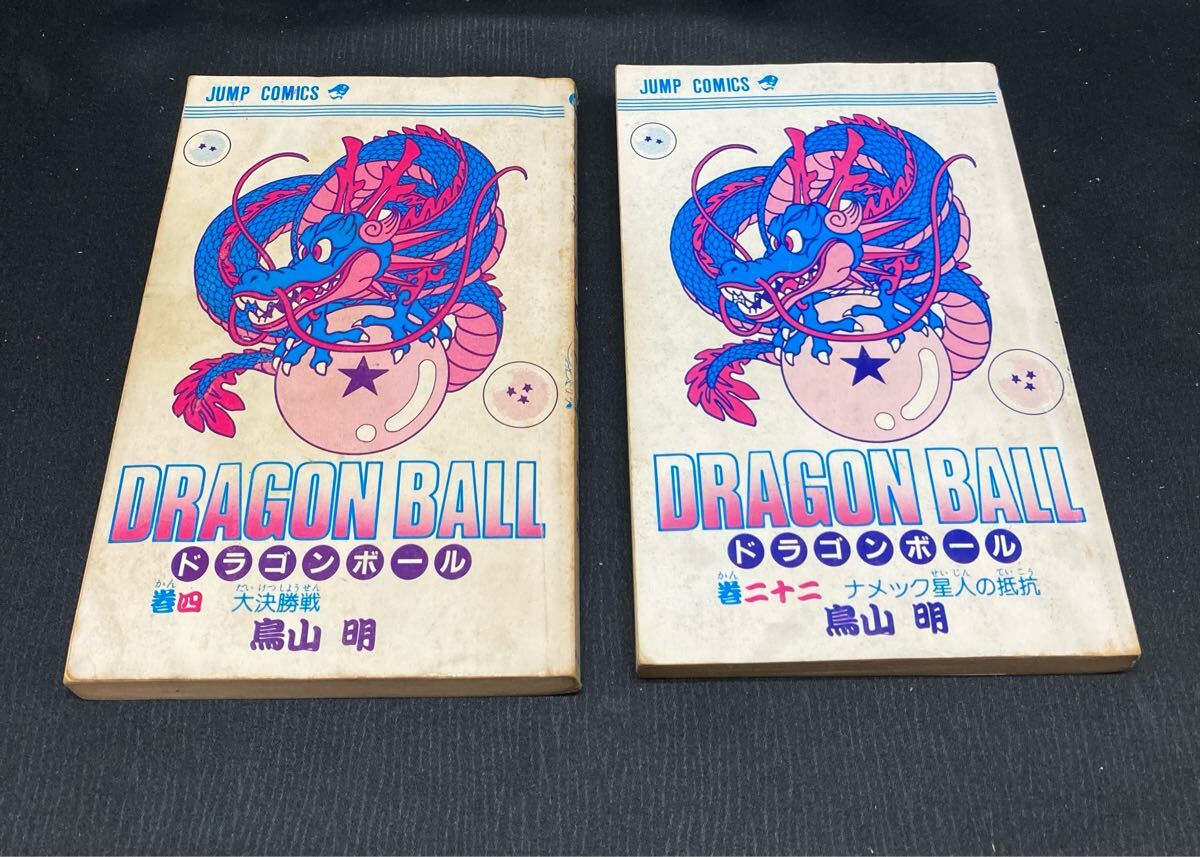 JUMP COMICS
DRAGON BALL
ドラゴンボール
かん だいけつしようせん
巻四 大決勝戦
鳥山 明
JUMP COMICS
DRAGON BALL
ドラゴンボール
かん せいじん ていこう
巻二十二 ナメック星人の抵抗
鳥山 明